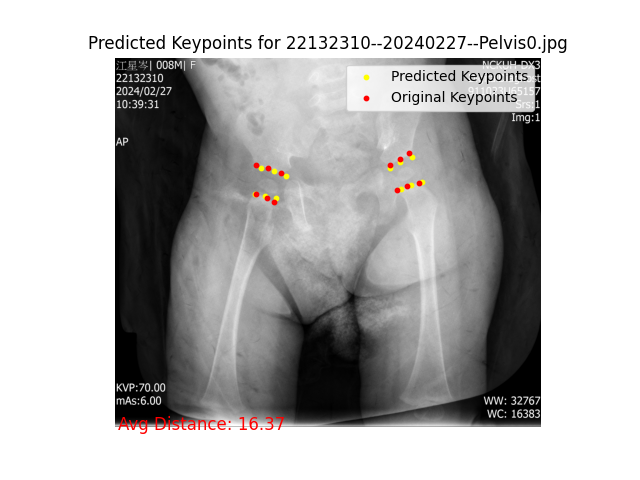 Predicted Keypoints for 22132310--20240227--Pelvis0.jpg
江星岑| 008M| F
22132310
2024/02/27
10:39:31
AP
NCKUH-DX3
Predicted Keypoints
Original Keypoints
Srs:1
Img:1
KVP:70.00
mAs:6.00
WW: 32767
WC: 16383
Avg Distance: 16.37